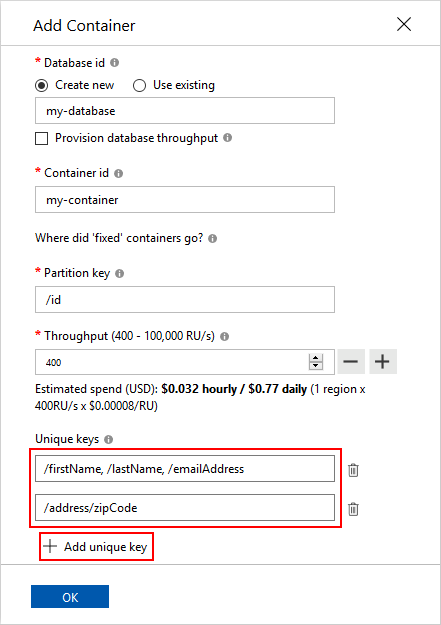 Add Container
* Database id
Create new Use existing
my-database
Provision database throughput
* Container id
my-container
Where did 'fixed' containers go?
* Partition key
/id
* Throughput (400 - 100,000 RU/s)
400
Estimated spend (USD): $0.032 hourly / $0.77 daily (1 region x
400RU/s x $0.00008/RU)
Unique keys
/firstName, /lastName, /emailAddress
/address/zipCode
Add unique key
OK